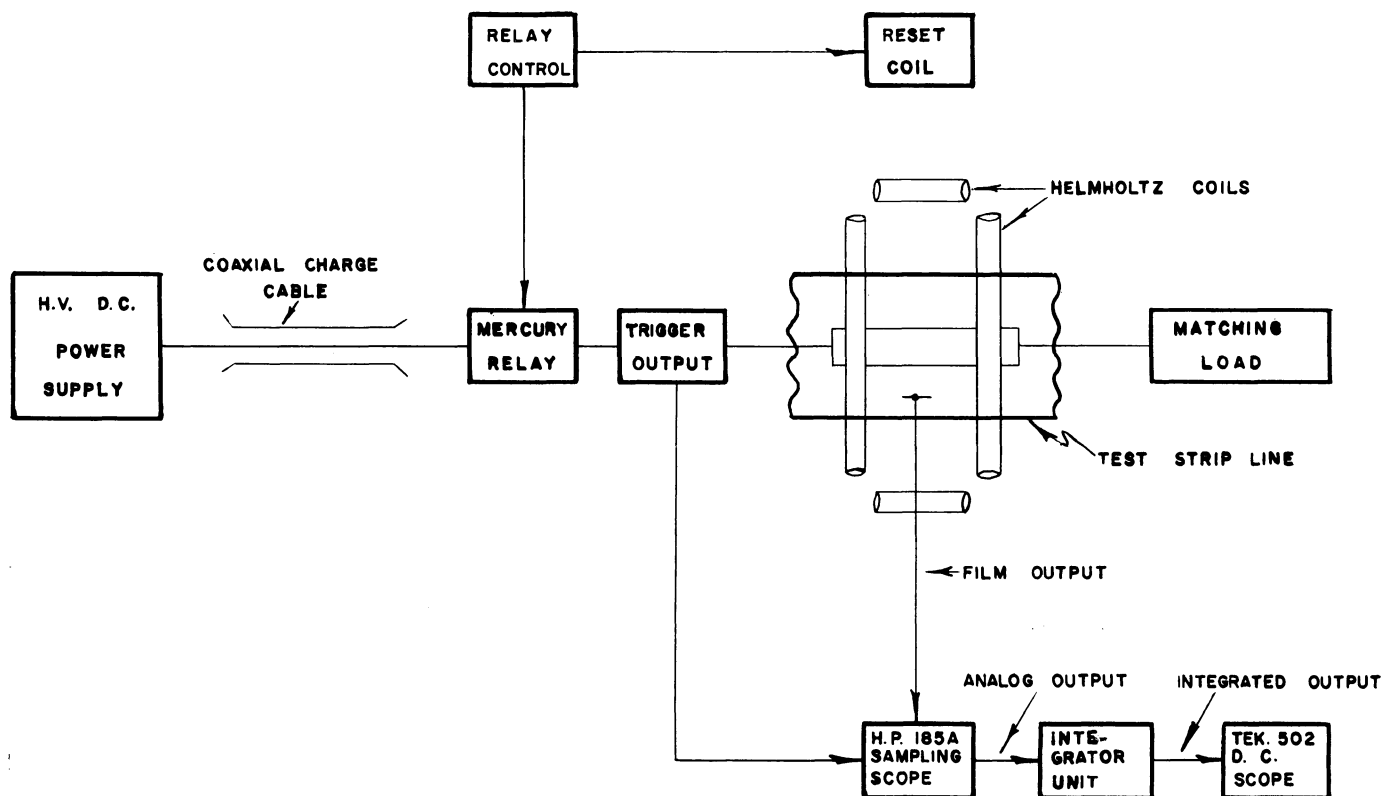 RELAY
CONTROL
RESET
COIL
HELMHOLTZ COILS
COAXIAL CHARGE
CABLE
H.V. D.C.
POWER
SUPPLY
MERCURY
RELAY
TRIGGER
OUTPUT
MATCHING
LOAD
TEST STRIP LINE
FILM OUTPUT
ANALOG OUTPUT
INTEGRATED OUTPUT
H.P. 185A
SAMPLING
SCOPE
INTE-
GRATOR
UNIT
TEK. 502
D. C.
SCOPE